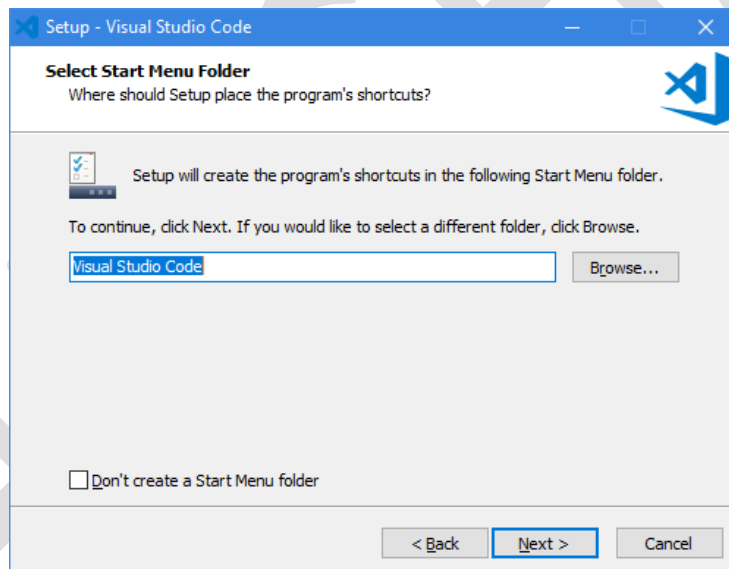 Setup - Visual Studio Code
Select Start Menu Folder
Where should Setup place the program's shortcuts?
Setup will create the program's shortcuts in the following Start Menu folder.
To continue, click Next. If you would like to select a different folder, click Browse.
Visual Studio Code
Browse...
Don't create a Start Menu folder
< Back
Next >
Cancel